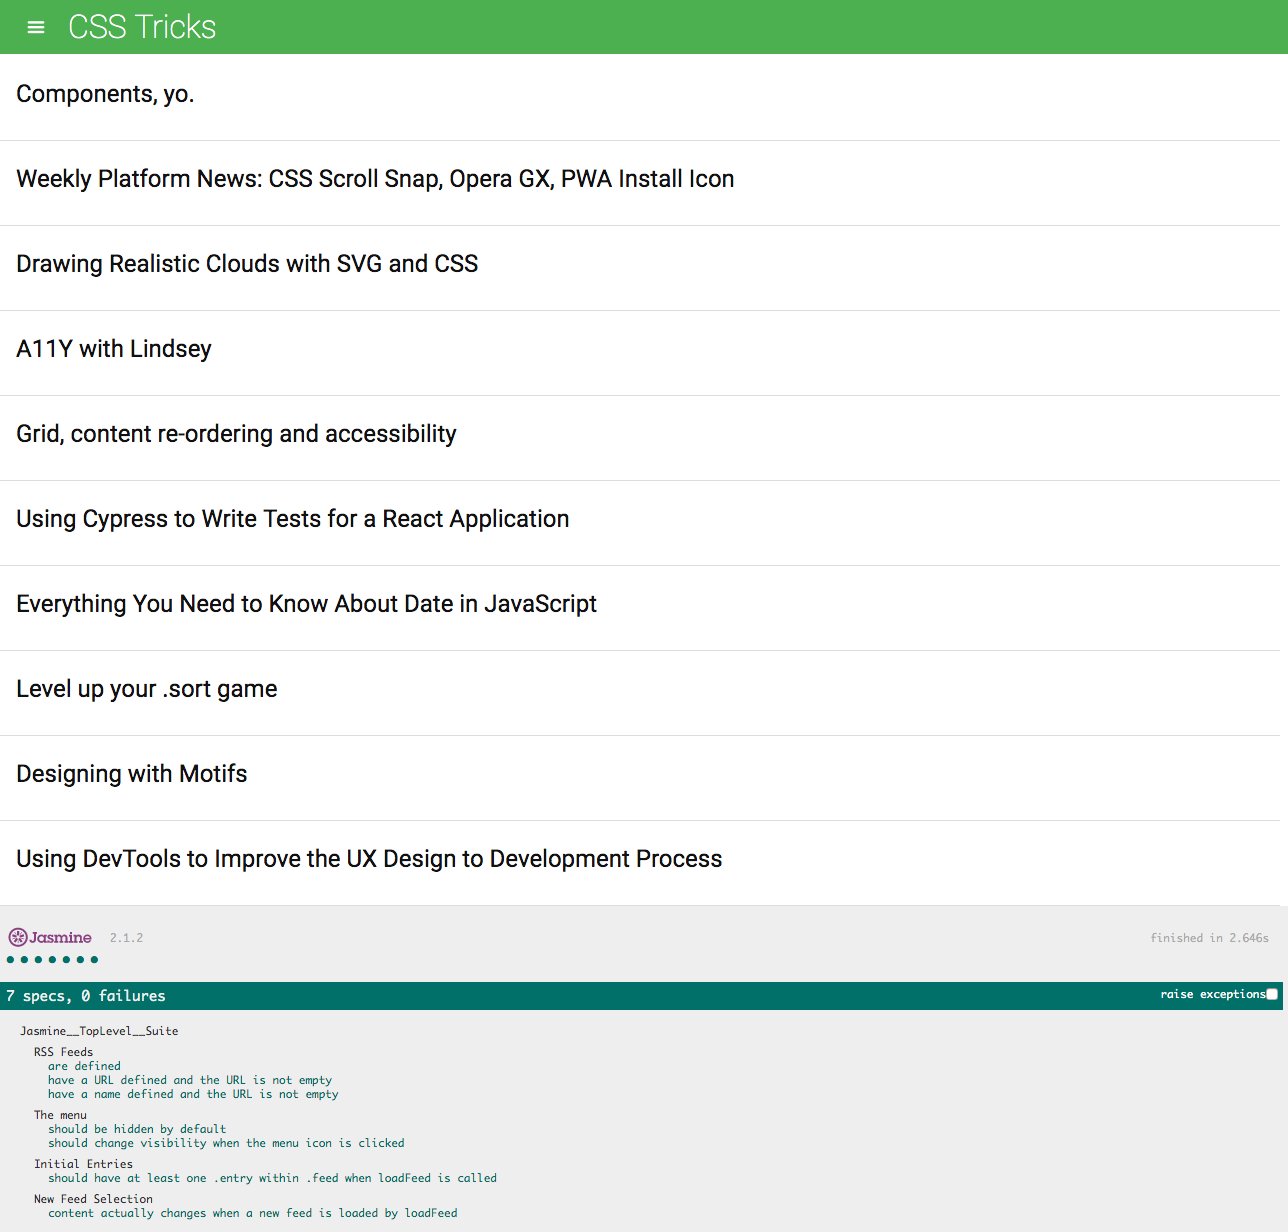 CSS Tricks
Components, yo.
Weekly Platform News: CSS Scroll Snap, Opera GX, PWA Install Icon
Drawing Realistic Clouds with SVG and CSS
A11Y with Lindsey
Grid, content re-ordering and accessibility
Using Cypress to Write Tests for a React Application
Everything You Need to Know About Date in JavaScript
Level up your .sort game
Designing with Motifs
Using DevTools to Improve the UX Design to Development Process
Jasmine 2.1.2 finished in 2.646s
7 specs, 0 failures raise exceptions
Jasmine__TopLevel__Suite
RSS Feeds
are defined
have a URL defined and the URL is not empty
have a name defined and the URL is not empty
The menu
should be hidden by default
should change visibility when the menu icon is clicked
Initial Entries
should have at least one .entry within .feed when loadFeed is called
New Feed Selection
content actually changes when a new feed is loaded by loadFeed